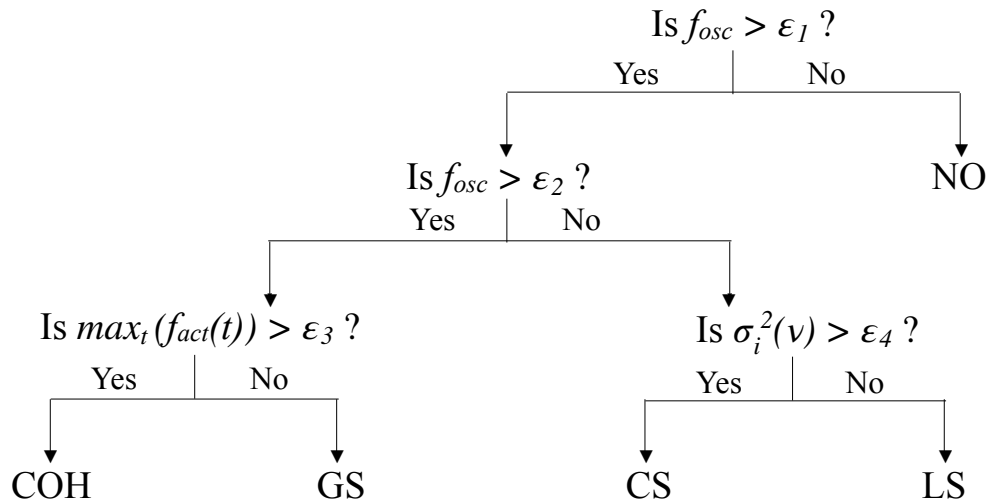 Is f_osc > ε_1 ?
Yes No
Is f_osc > ε_2 ?
NO
Yes No
Is max_t (f_act(t)) > ε_3 ?
Is σ_i^2(ν) > ε_4 ?
Yes No
Yes No
COH GS CS LS